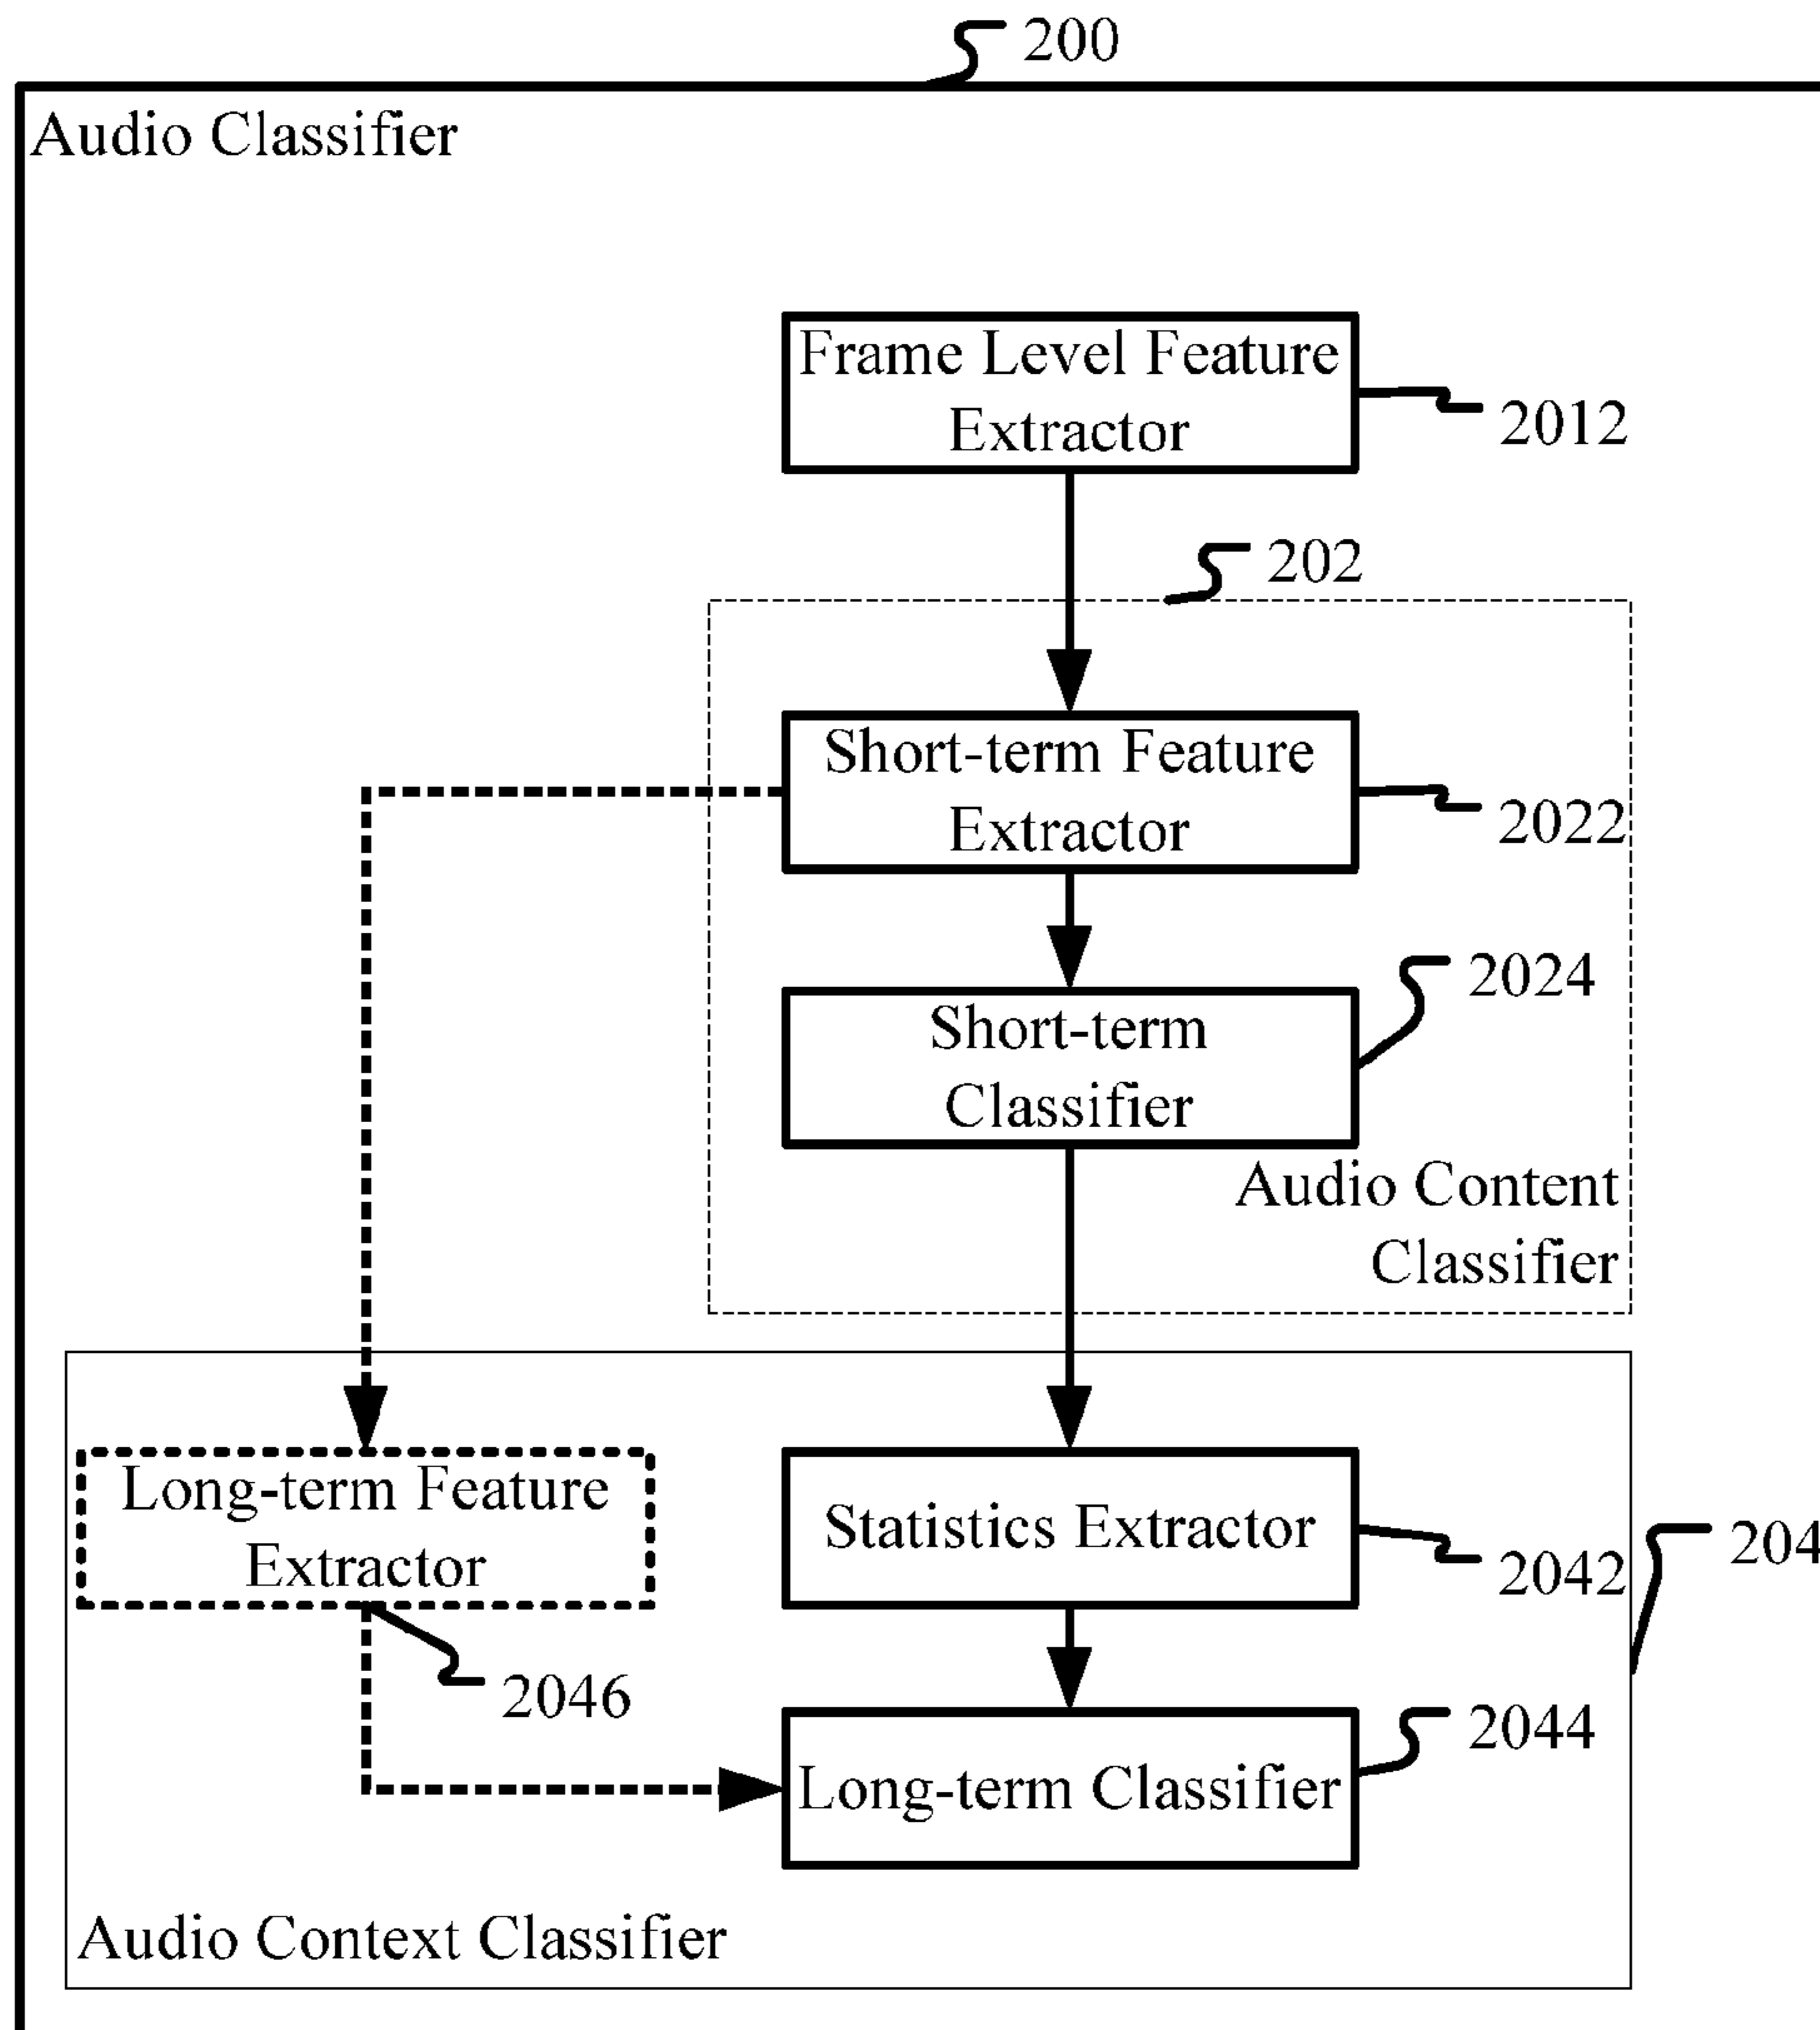 200
Audio Classifier
Frame Level Feature
Extractor
2012
202
Short-term Feature
Extractor
2022
2024
Short-term
Classifier
Audio Content
Classifier
Long-term Feature
Extractor
Statistics Extractor
2042
204
2046
2044
Long-term Classifier
Audio Context Classifier